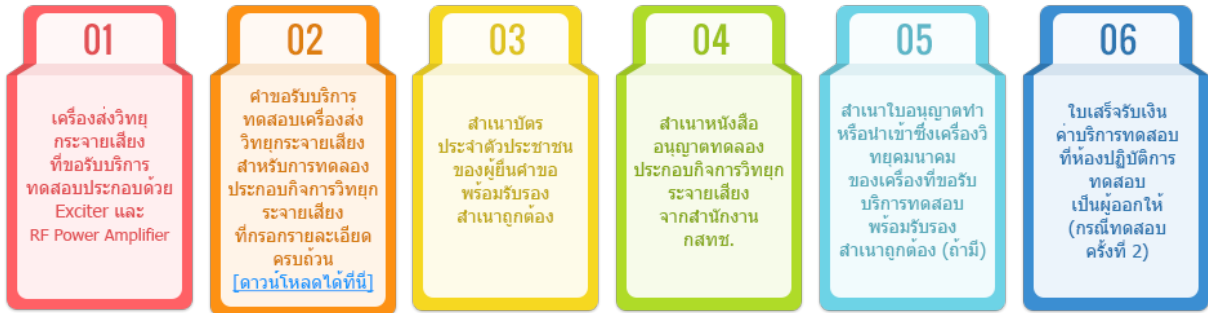 01
เครื่องส่งวิทยุ
กระจายเสียง
ที่ขอรับบริการ
ทดสอบประกอบด้วย
Exciter และ
RF Power Amplifier
02
คำขอรับบริการ
ทดสอบเครื่องส่ง
วิทยุกระจายเสียง
สำหรับการทดลอง
ประกอบกิจการวิทยุก
ระจายเสียง
ที่กรอกรายละเอียด
ครบถ้วน
[ดาวน์โหลดได้ที่นี่]
03
สำเนาบัตร
ประจำตัวประชาชน
ของผู้ยื่นคำขอ
พร้อมรับรอง
สำเนาถูกต้อง
04
สำเนาหนังสือ
อนุญาตทดลอง
ประกอบกิจการวิทยุก
ระจายเสียง
จากสำนักงาน
กสทช.
05
สำเนาใบอนุญาตทำ
หรือนำเข้าซึ่งเครื่องวิ
ทยุคมนาคม
ของเครื่องที่ขอรับ
บริการทดสอบ
พร้อมรับรอง
สำเนาถูกต้อง (ถ้ามี)
06
ใบเสร็จรับเงิน
ค่าบริการทดสอบ
ที่ห้องปฏิบัติการ
ทดสอบ
เป็นผู้ออกให้
(กรณีทดสอบ
ครั้งที่ 2)